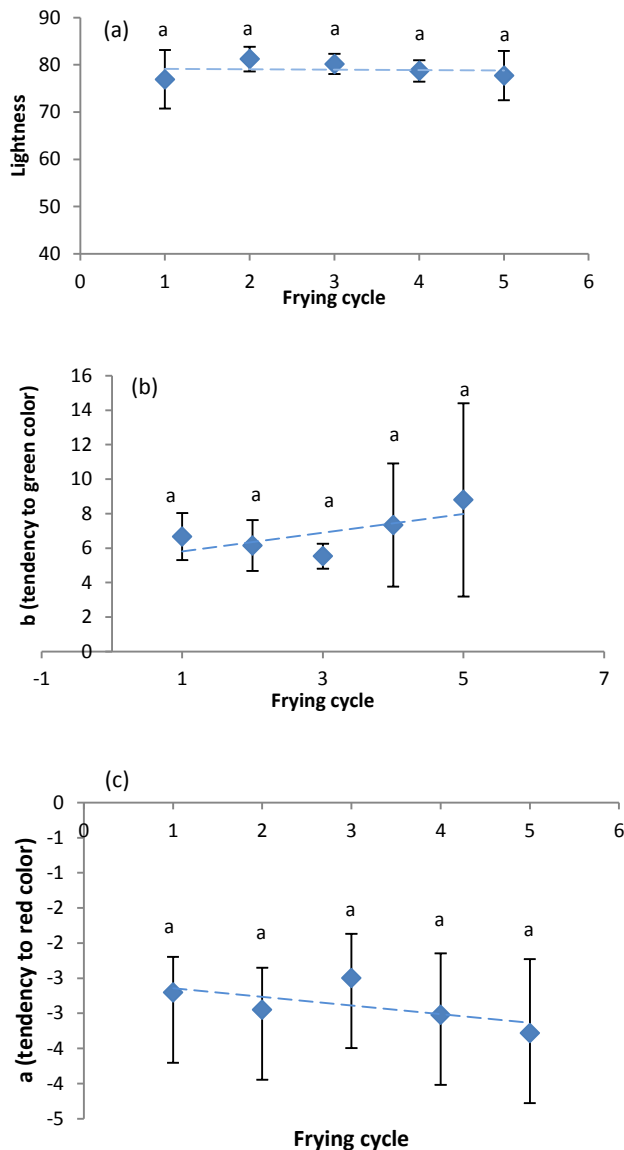 (a)
90
80
70
60
50
40
a a a a a
0 1 2 3 4 5 6
Lightness
Frying cycle
(b)
16
14
12
10
8
6
4
2
0
a a a a a
-1 1 3 5 7
b (tendency to green color)
Frying cycle
(c)
0
-1
-1
-2
-2
-3
-3
-4
-4
-5
0 1 2 3 4 5 6
a a a a a
a (tendency to red color)
Frying cycle